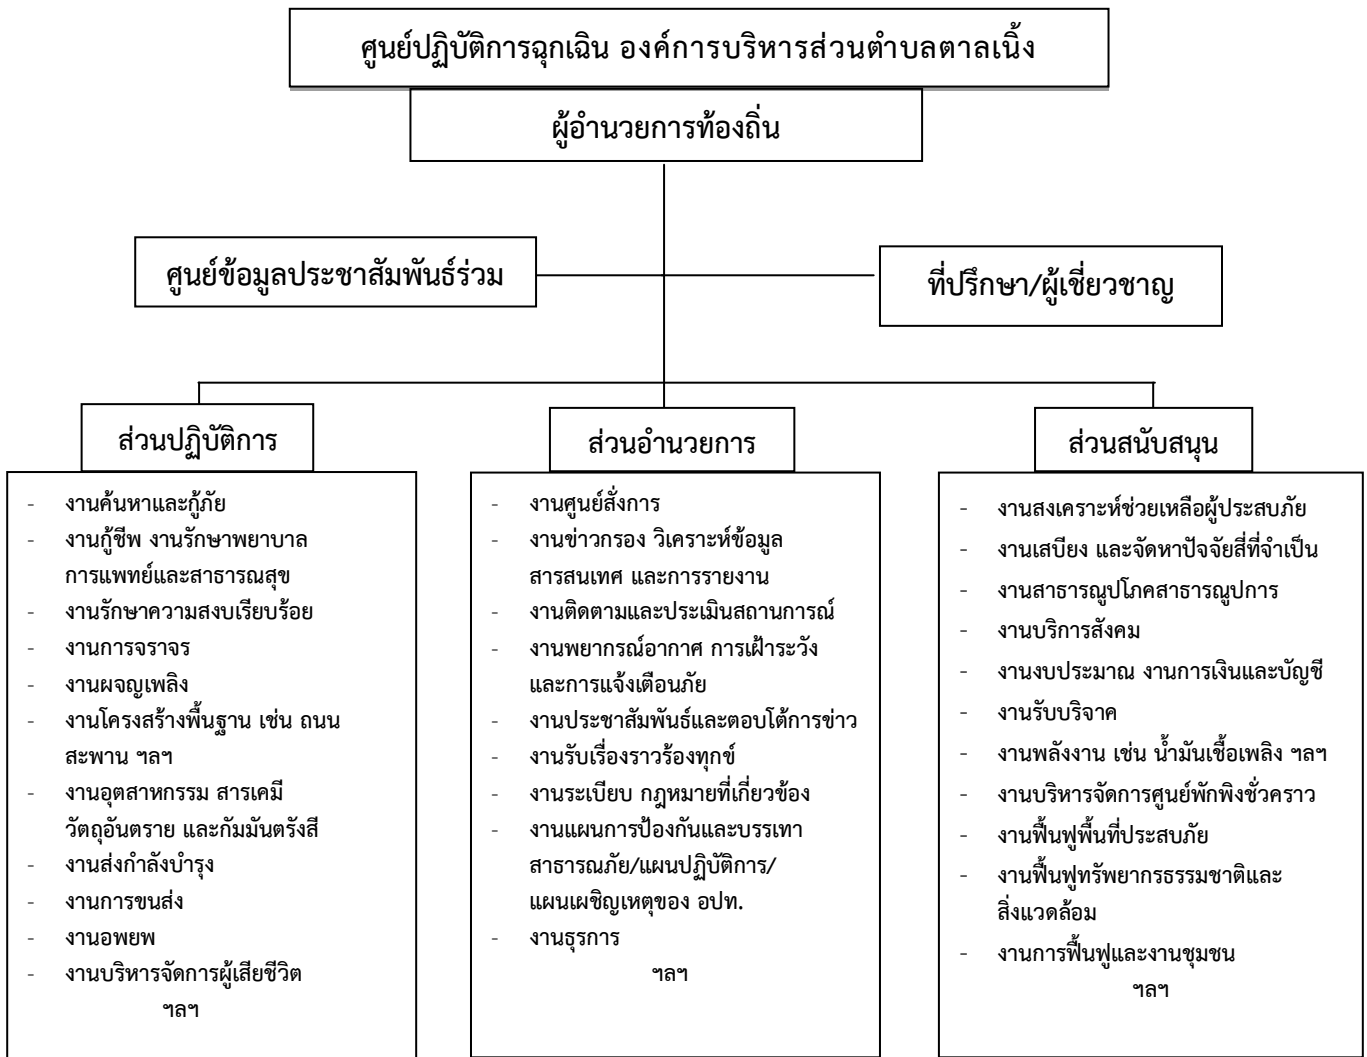 ศูนย์ปฏิบัติการฉุกเฉิน องค์การบริหารส่วนตำบลตาลเนิ้ง
ผู้อำนวยการท้องถิ่น
ศูนย์ข้อมูลประชาสัมพันธ์ร่วม
ที่ปรึกษา/ผู้เชี่ยวชาญ
ส่วนปฏิบัติการ
- งานค้นหาและกู้ภัย
- งานกู้ชีพ งานรักษาพยาบาล
การแพทย์และสาธารณสุข
- งานรักษาความสงบเรียบร้อย
- งานการจราจร
- งานผจญเพลิง
- งานโครงสร้างพื้นฐาน เช่น ถนน
สะพาน ฯลฯ
- งานอุตสาหกรรม สารเคมี
วัตถุอันตราย และกัมมันตรังสี
- งานส่งกำลังบำรุง
- งานการขนส่ง
- งานอพยพ
- งานบริหารจัดการผู้เสียชีวิต
ฯลฯ
ส่วนอำนวยการ
- งานศูนย์สั่งการ
- งานข่าวกรอง วิเคราะห์ข้อมูล
สารสนเทศ และการรายงาน
- งานติดตามและประเมินสถานการณ์
- งานพยากรณ์อากาศ การเฝ้าระวัง
และการแจ้งเตือนภัย
- งานประชาสัมพันธ์และตอบโต้การข่าว
- งานรับเรื่องราวร้องทุกข์
- งานระเบียบ กฎหมายที่เกี่ยวข้อง
- งานแผนการป้องกันและบรรเทา
สาธารณภัย/แผนปฏิบัติการ/
แผนเผชิญเหตุของ อปท.
- งานธุรการ
ฯลฯ
ส่วนสนับสนุน
- งานสงเคราะห์ช่วยเหลือผู้ประสบภัย
- งานเสบียง และจัดหาปัจจัยสี่ที่จำเป็น
- งานสาธารณูปโภคสาธารณูปการ
- งานบริการสังคม
- งานงบประมาณ งานการเงินและบัญชี
- งานรับบริจาค
- งานพลังงาน เช่น น้ำมันเชื้อเพลิง ฯลฯ
- งานบริหารจัดการศูนย์พักพิงชั่วคราว
- งานฟื้นฟูพื้นที่ประสบภัย
- งานฟื้นฟูทรัพยากรธรรมชาติและ
สิ่งแวดล้อม
- งานการฟื้นฟูและงานชุมชน
ฯลฯ